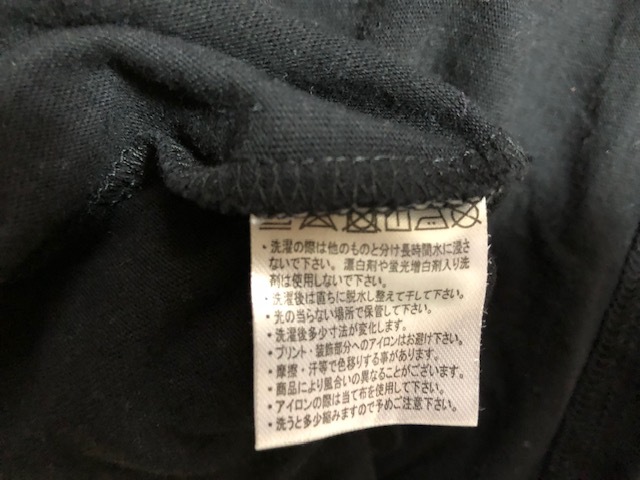 ・洗濯の際は他のものと分け長時間水に浸さ
ないで下さい。漂白剤や蛍光増白剤入り洗
剤は使用しないで下さい。
・洗濯後は直ちに脱水し整えて干して下さい。
・光の当らない場所で保管して下さい。
・洗濯後多少寸法が変化します。
・プリント・装飾部分へのアイロンはお避け下さい。
・摩擦・汗等で色移りする事があります。
・商品により風合いの異なることがございます。
・アイロンの際は当て布を使用して下さい。
・洗うと多少縮みますので予めご注意下さい。